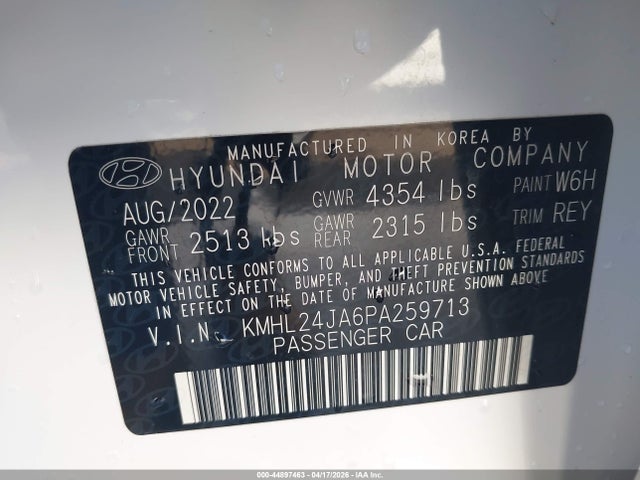 MANUFACTURED IN KOREA BY
HYUNDAI MOTOR COMPANY
AUG/2022 GVWR 4354 lbs PAINT W6H
GAWR FRONT 2513 lbs GAWR REAR 2315 lbs TRIM REY
THIS VEHICLE CONFORMS TO ALL APPLICABLE U.S.A. FEDERAL
MOTOR VEHICLE SAFETY, BUMPER, AND THEFT PREVENTION STANDARDS
IN EFFECT ON THE DATE OF MANUFACTURE SHOWN ABOVE
V.I.N. KMHL24JA6PA259713
PASSENGER CAR
000-44897463 - 04/17/2026 - IAA Inc.